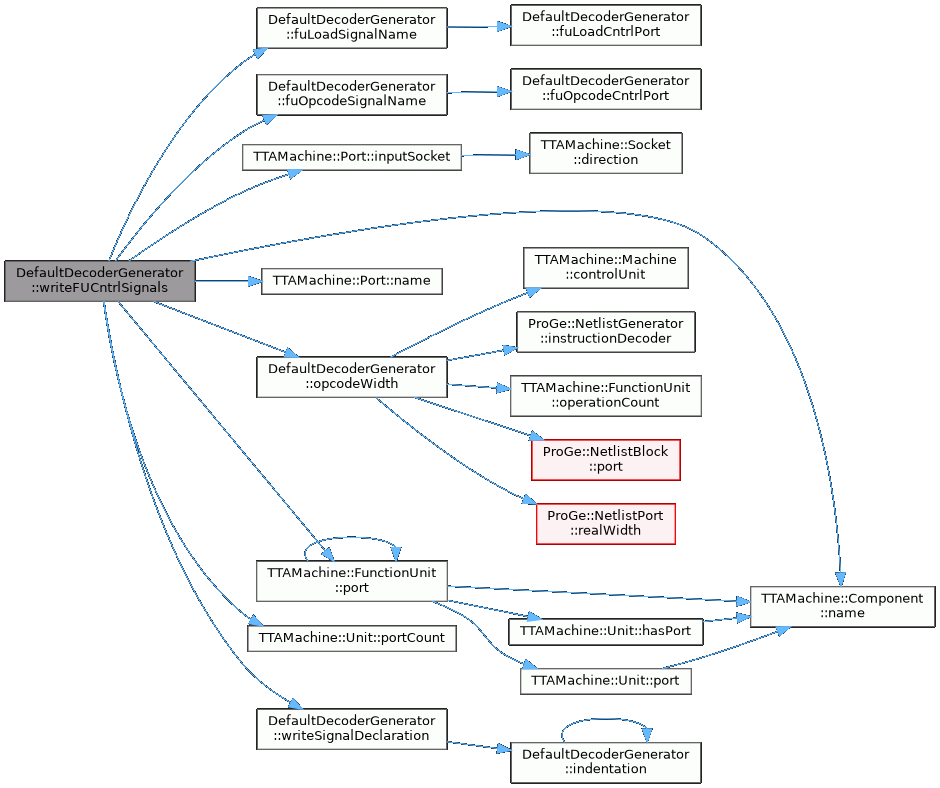 DefaultDecoderGenerator
::fuLoadSignalName
DefaultDecoderGenerator
::fuLoadCntrlPort
DefaultDecoderGenerator
::fuOpcodeSignalName
DefaultDecoderGenerator
::fuOpcodeCntrlPort
TTAMachine::Port::inputSocket
TTAMachine::Socket
::direction
DefaultDecoderGenerator
::writeFUCntrlSignals
TTAMachine::Port::name
TTAMachine::Machine
::controlUnit
ProGe::NetlistGenerator
::instructionDecoder
DefaultDecoderGenerator
::opcodeWidth
TTAMachine::FunctionUnit
::operationCount
ProGe::NetlistBlock
::port
ProGe::NetlistPort
::realWidth
TTAMachine::FunctionUnit
::port
TTAMachine::Component
::name
TTAMachine::Unit::hasPort
TTAMachine::Unit::portCount
TTAMachine::Unit::port
DefaultDecoderGenerator
::writeSignalDeclaration
DefaultDecoderGenerator
::indentation